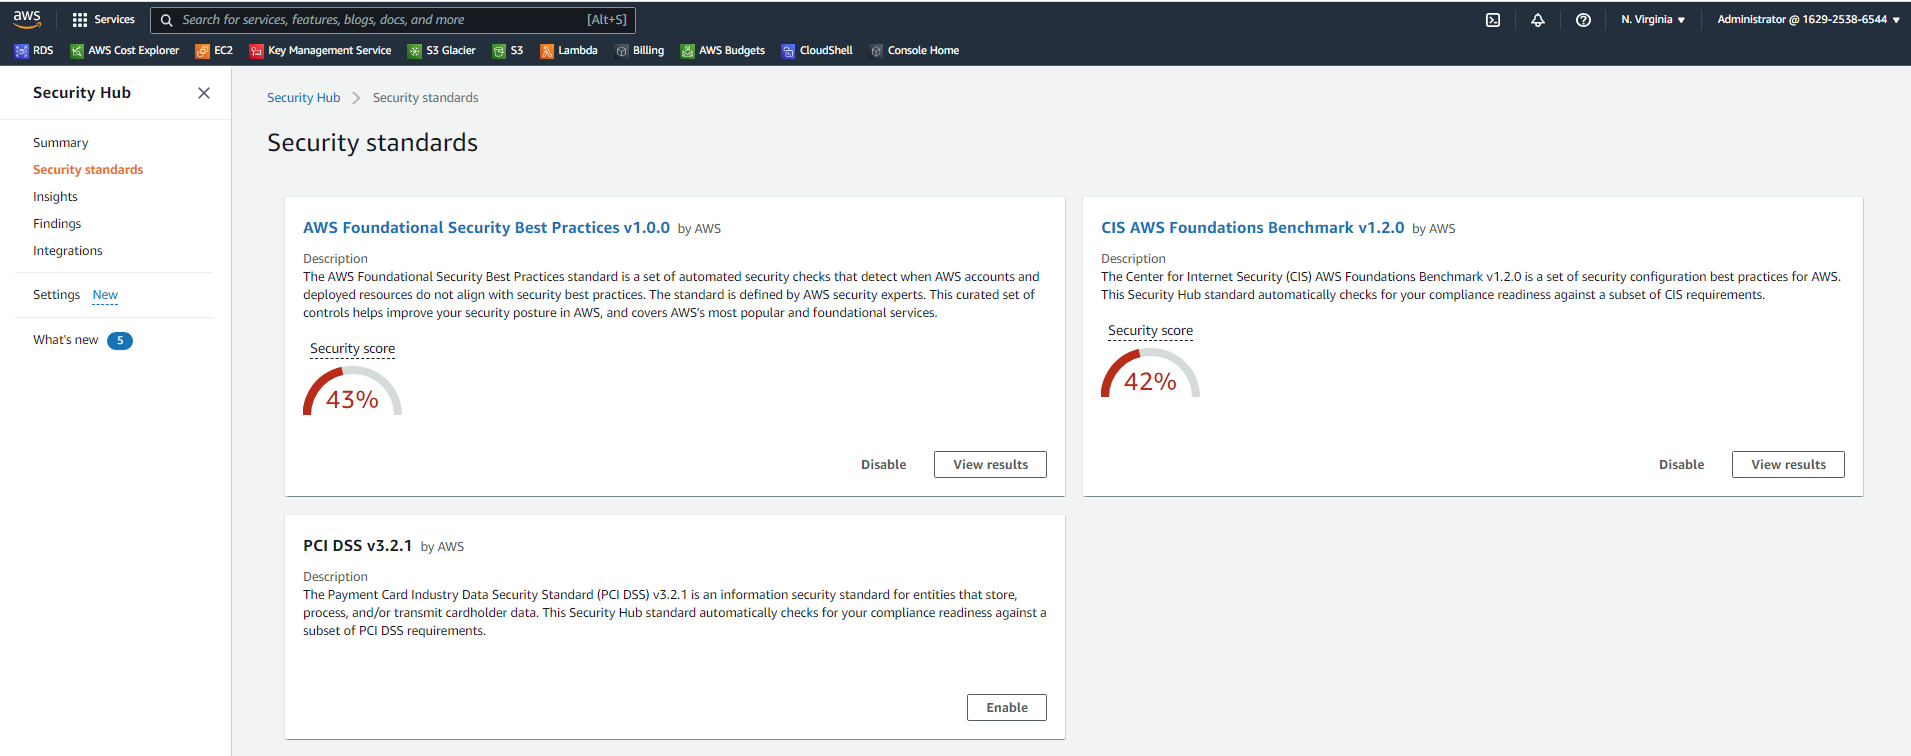 aws
Services
Search for services, features, blogs, docs, and more [Alt+S]
N. Virginia ▼
Administrator @ 1629-2538-6544 ▼
RDS AWS Cost Explorer EC2 Key Management Service S3 Glacier S3 Lambda Billing AWS Budgets CloudShell Console Home
Security Hub
Summary
Security standards
Insights
Findings
Integrations
Settings New
What's new 5
Security Hub > Security standards
Security standards
AWS Foundational Security Best Practices v1.0.0 by AWS
Description
The AWS Foundational Security Best Practices standard is a set of automated security checks that detect when AWS accounts and
deployed resources do not align with security best practices. The standard is defined by AWS security experts. This curated set of
controls helps improve your security posture in AWS, and covers AWS's most popular and foundational services.
Security score
43%
Disable View results
CIS AWS Foundations Benchmark v1.2.0 by AWS
Description
The Center for Internet Security (CIS) AWS Foundations Benchmark v1.2.0 is a set of security configuration best practices for AWS.
This Security Hub standard automatically checks for your compliance readiness against a subset of CIS requirements.
Security score
42%
Disable View results
PCI DSS v3.2.1 by AWS
Description
The Payment Card Industry Data Security Standard (PCI DSS) v3.2.1 is an information security standard for entities that store,
process, and/or transmit cardholder data. This Security Hub standard automatically checks for your compliance readiness against a
subset of PCI DSS requirements.
Enable